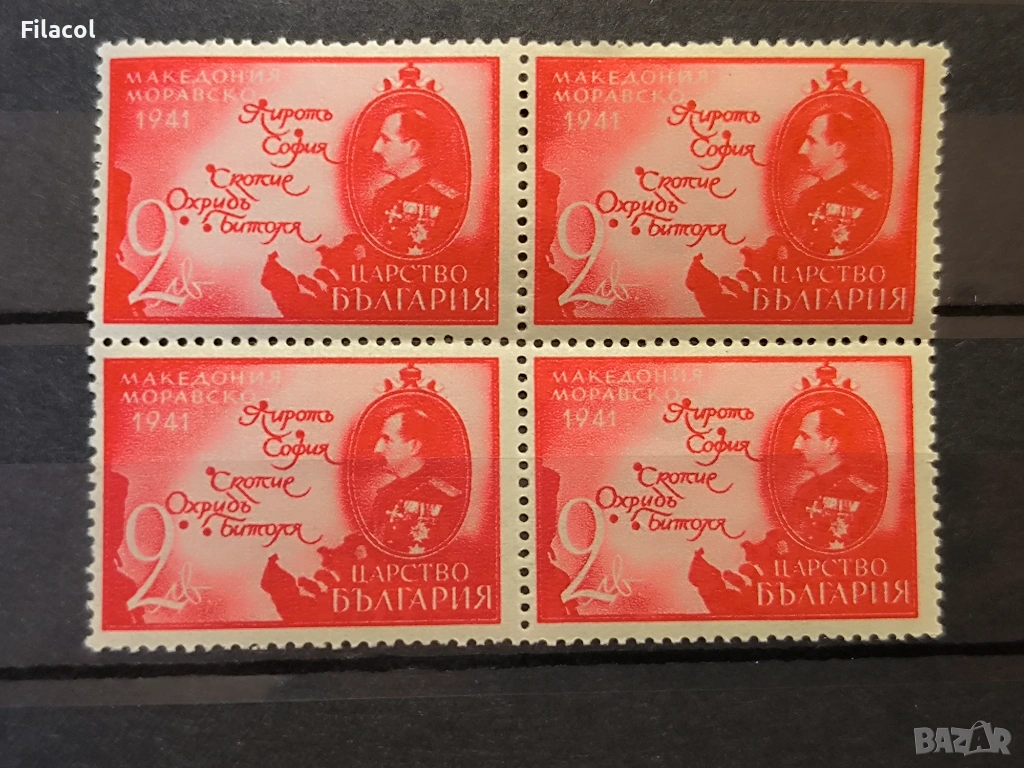 Filacol
МАКЕДОНИЯ
МОРАВСКО
1941
Пиротъ
София
Скопие
Охридъ
Битоля
2 лв
ЦАРСТВО
БЪЛГАРИЯ
МАКЕДОНИЯ
МОРАВСКО
1941
Пиротъ
София
Скопие
Охридъ
Битоля
2 лв
ЦАРСТВО
БЪЛГАРИЯ
МАКЕДОНИЯ
МОРАВСКО
1941
Пиротъ
София
Скопие
Охридъ
Битоля
2 лв
ЦАРСТВО
БЪЛГАРИЯ
МАКЕДОНИЯ
МОРАВСКО
1941
Пиротъ
София
Скопие
Охридъ
Битоля
2 лв
ЦАРСТВО
БЪЛГАРИЯ
BAZAR